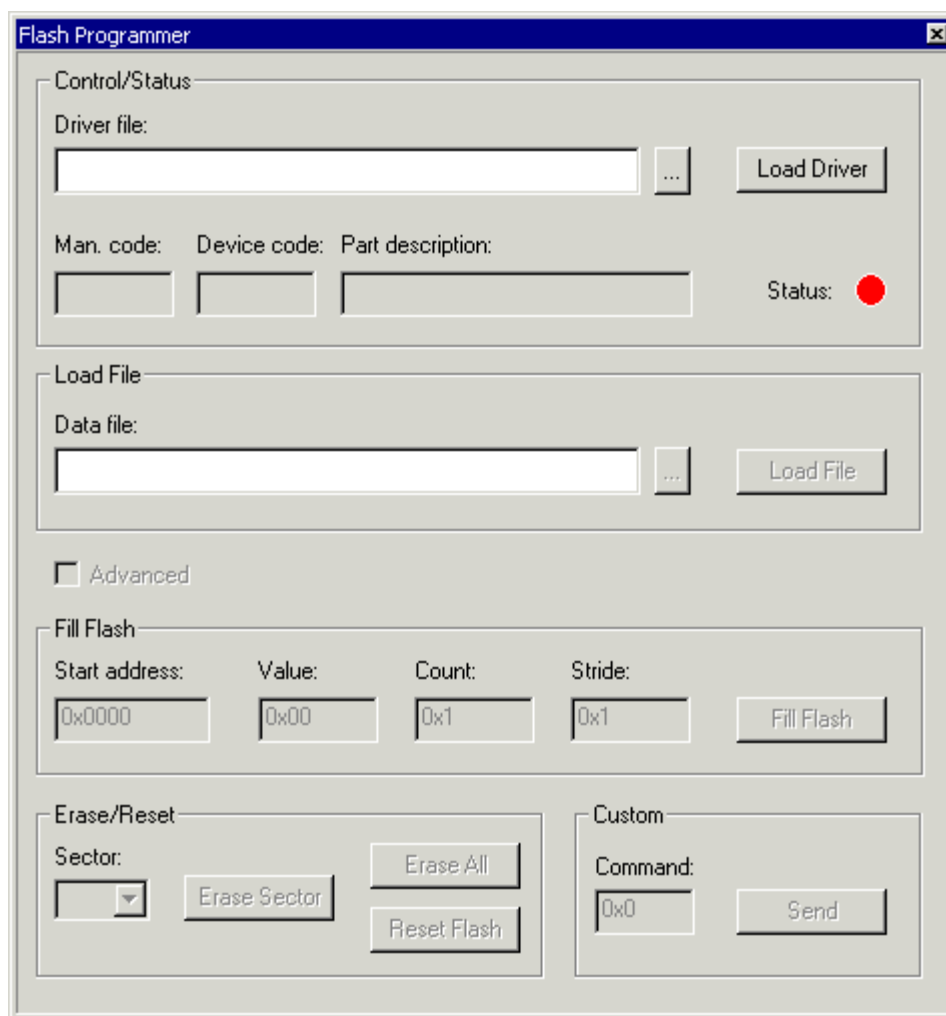 Flash Programmer
Control/Status
Driver file:
... Load Driver
Man. code: Device code: Part description:
Status:
Load File
Data file:
... Load File
Advanced
Fill Flash
Start address: Value: Count: Stride:
0x0000 0x00 0x1 0x1 Fill Flash
Erase/Reset
Sector:
Erase Sector
Erase All
Reset Flash
Custom
Command:
0x0 Send